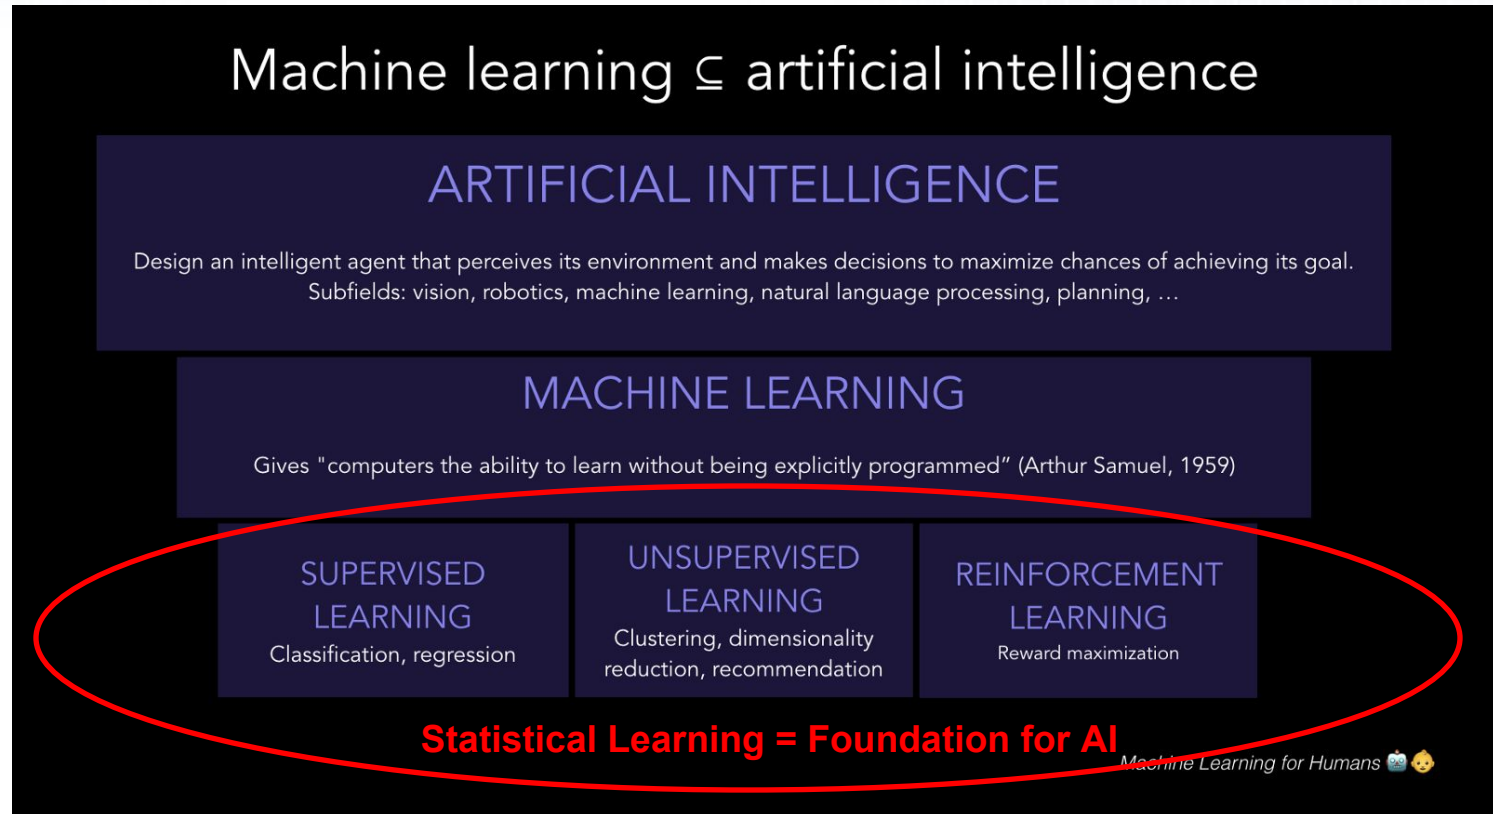 Machine learning ⊆ artificial intelligence
ARTIFICIAL INTELLIGENCE
Design an intelligent agent that perceives its environment and makes decisions to maximize chances of achieving its goal.
Subfields: vision, robotics, machine learning, natural language processing, planning, …
MACHINE LEARNING
Gives "computers the ability to learn without being explicitly programmed” (Arthur Samuel, 1959)
SUPERVISED
LEARNING
Classification, regression
UNSUPERVISED
LEARNING
Clustering, dimensionality
reduction, recommendation
REINFORCEMENT
LEARNING
Reward maximization
Statistical Learning = Foundation for AI
Machine Learning for Humans 🤖👶